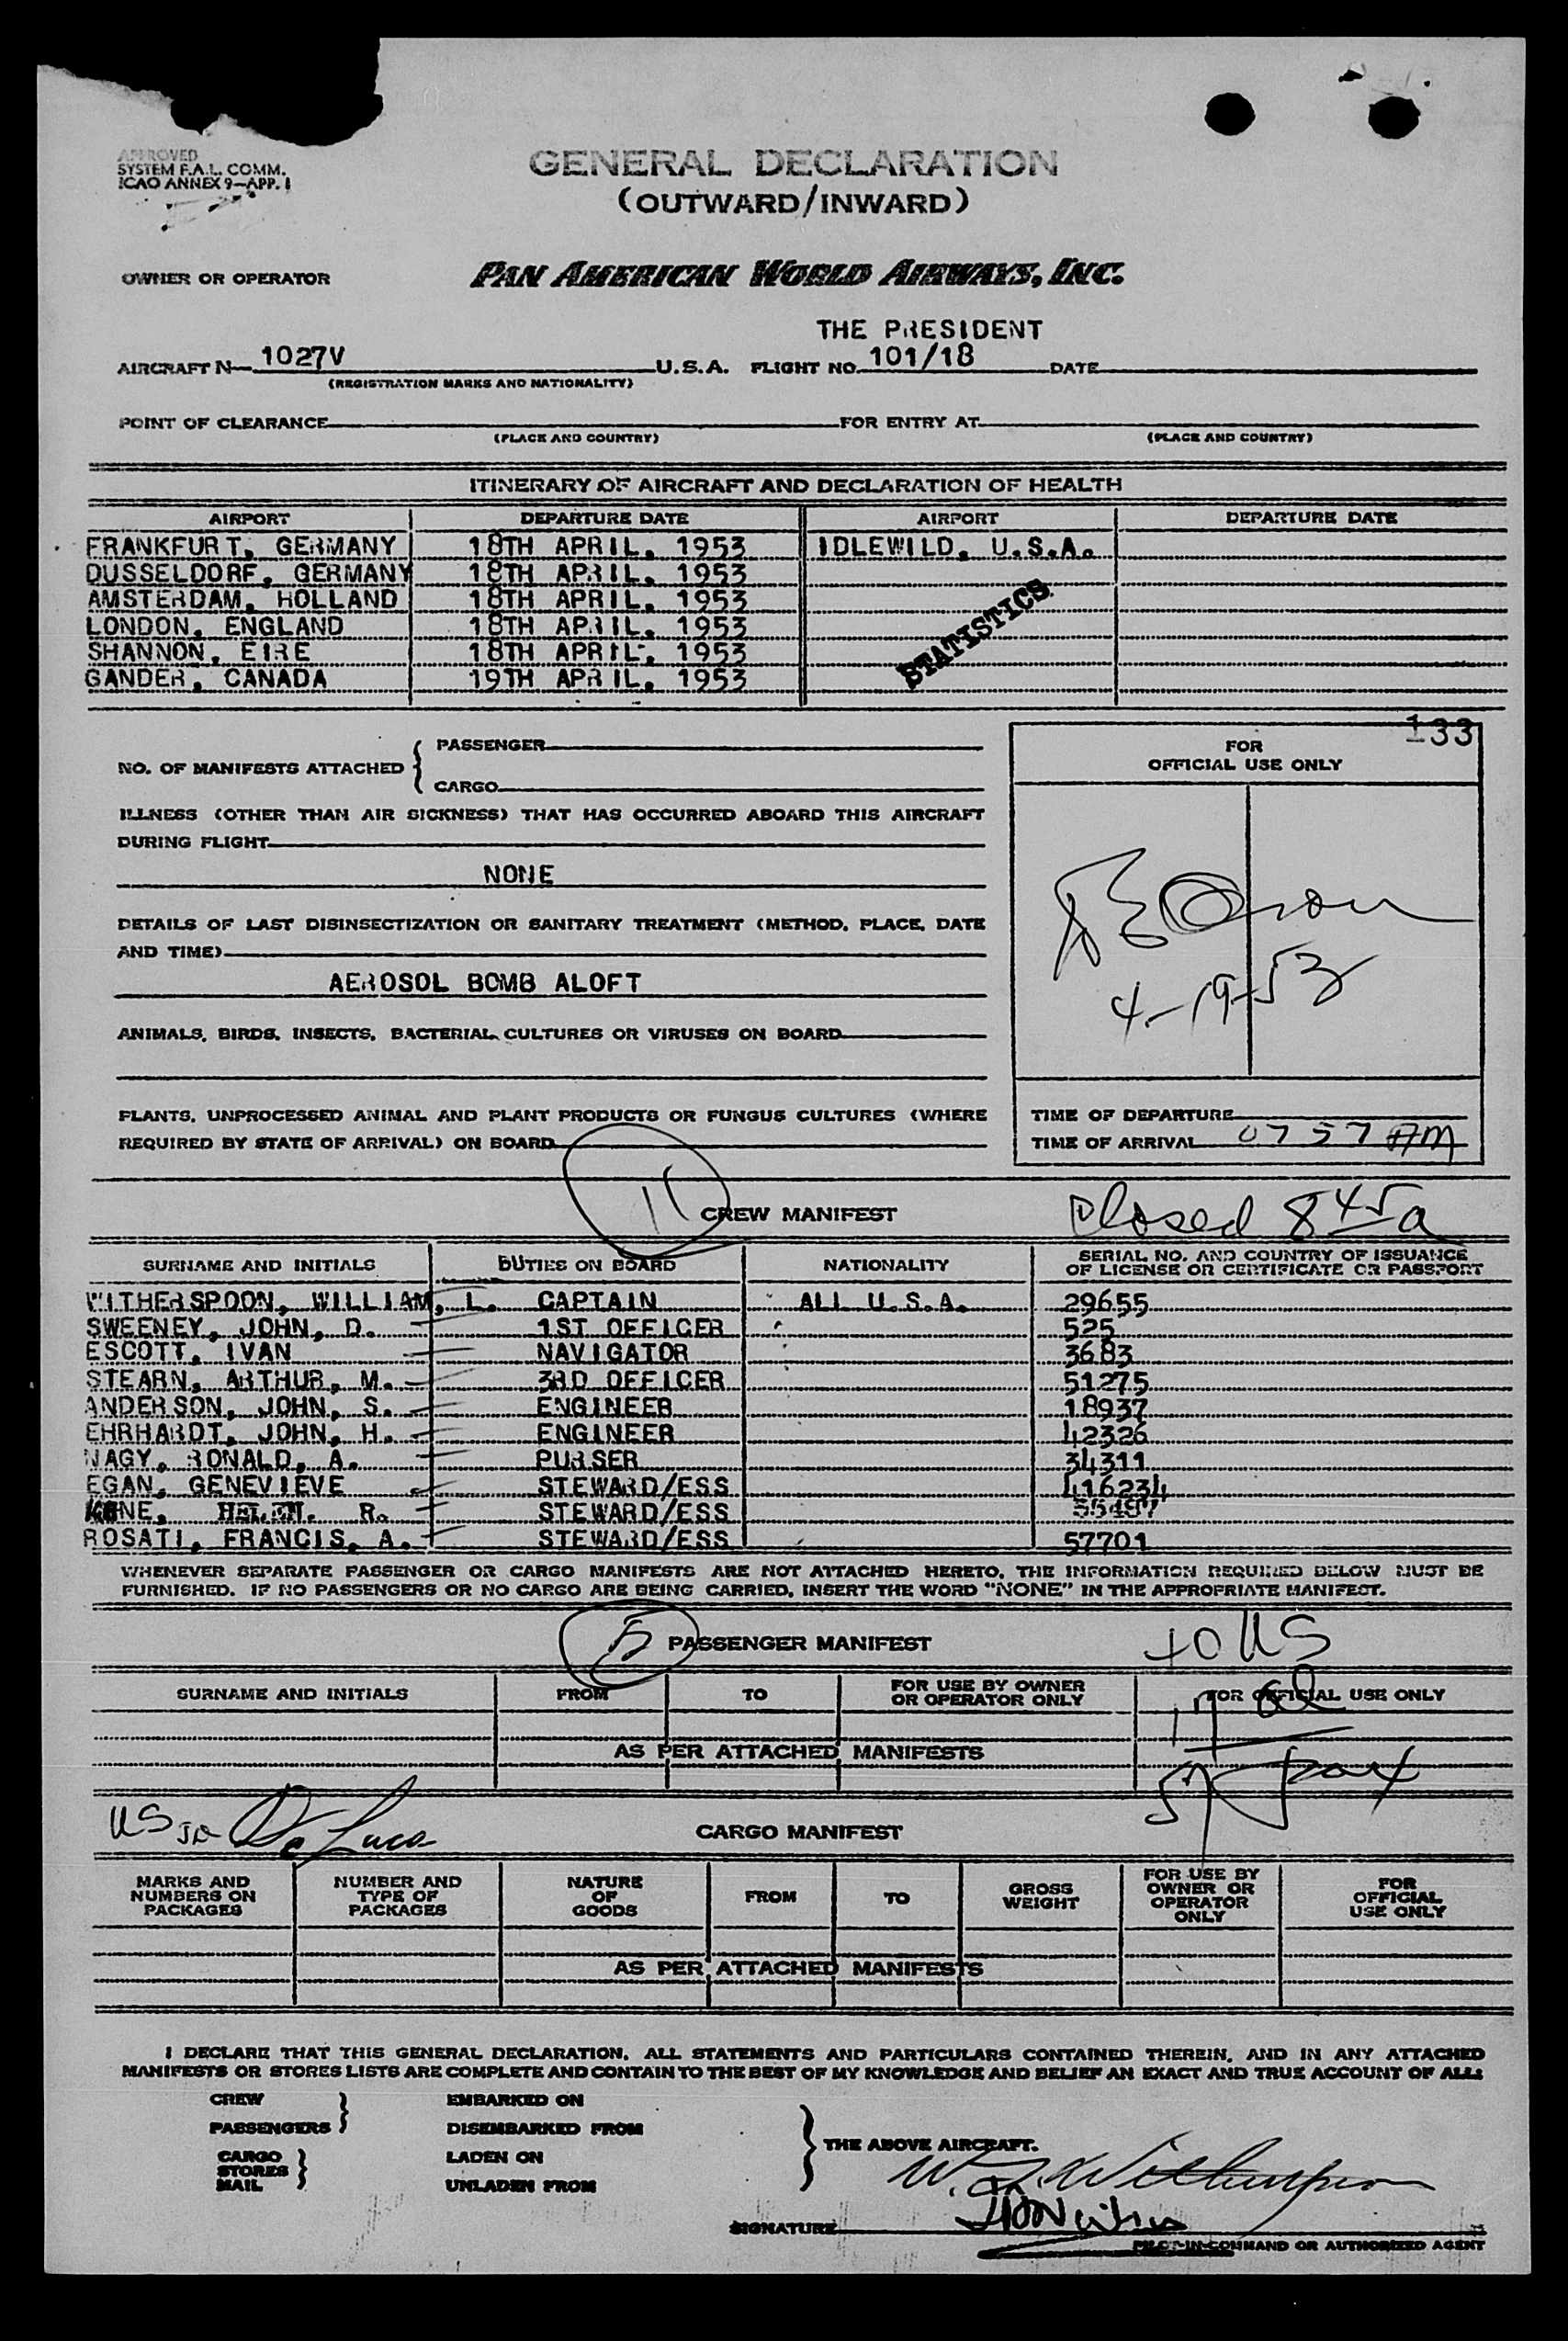 APPROVED
SYSTEM F.A.L. COMM.
ICAO ANNEX 9—APP. 1
GENERAL DECLARATION
(OUTWARD/INWARD)
OWNER OR OPERATOR PAN AMERICAN WORLD AIRWAYS, INC.
THE PRESIDENT
AIRCRAFT N— 1027V U.S.A. FLIGHT NO. 101/18 DATE
(REGISTRATION MARKS AND NATIONALITY)
POINT OF CLEARANCE FOR ENTRY AT
(PLACE AND COUNTRY) (PLACE AND COUNTRY)
ITINERARY OF AIRCRAFT AND DECLARATION OF HEALTH
AIRPORT DEPARTURE DATE AIRPORT DEPARTURE DATE
FRANKFURT, GERMANY 18TH APRIL, 1953 IDLEWILD, U.S.A.
DUSSELDORF, GERMANY 18TH APRIL, 1953
AMSTERDAM, HOLLAND 18TH APRIL, 1953
LONDON, ENGLAND 18TH APRIL, 1953
SHANNON, EIRE 18TH APRIL, 1953
GANDER, CANADA 19TH APRIL, 1953
STATISTICS
133
NO. OF MANIFESTS ATTACHED { PASSENGER
CARGO
FOR
OFFICIAL USE ONLY
ILLNESS (OTHER THAN AIR SICKNESS) THAT HAS OCCURRED ABOARD THIS AIRCRAFT
DURING FLIGHT
NONE
DETAILS OF LAST DISINSECTIZATION OR SANITARY TREATMENT (METHOD, PLACE, DATE
AND TIME)
AEROSOL BOMB ALOFT
4-19-53
ANIMALS, BIRDS, INSECTS, BACTERIAL CULTURES OR VIRUSES ON BOARD
PLANTS, UNPROCESSED ANIMAL AND PLANT PRODUCTS OR FUNGUS CULTURES (WHERE
REQUIRED BY STATE OF ARRIVAL) ON BOARD
TIME OF DEPARTURE
TIME OF ARRIVAL 0757 AM
11 CREW MANIFEST Closed 8 45 a
SURNAME AND INITIALS DUTIES ON BOARD NATIONALITY SERIAL NO. AND COUNTRY OF ISSUANCE
OF LICENSE OR CERTIFICATE OR PASSPORT
WITHERSPOON, WILLIAM, L. CAPTAIN ALL U.S.A. 29655
SWEENEY, JOHN, D. 1ST OFFICER 525
ESCOTT, IVAN NAVIGATOR 3683
STEARN, ARTHUR, M. 3RD OFFICER 51275
ANDERSON, JOHN, S. ENGINEER 18937
EHRHARDT, JOHN, H. ENGINEER 42326
NAGY, RONALD, A. PURSER 34311
EGAN, GENEVIEVE STEWARD/ESS 416234
HELEN. R. STEWARD/ESS
ROSATI, FRANCIS, A. STEWARD/ESS 57701
WHENEVER SEPARATE PASSENGER OR CARGO MANIFESTS ARE NOT ATTACHED HERETO, THE INFORMATION REQUIRED BELOW MUST BE
FURNISHED. IF NO PASSENGERS OR NO CARGO ARE BEING CARRIED, INSERT THE WORD "NONE" IN THE APPROPRIATE MANIFEST.
PASSENGER MANIFEST 40 US
SURNAME AND INITIALS FROM TO FOR USE BY OWNER
OR OPERATOR ONLY FOR OFFICIAL USE ONLY
17 al
AS PER ATTACHED MANIFESTS
57 pax
US De Luca
CARGO MANIFEST
MARKS AND
NUMBERS ON
PACKAGES NUMBER AND
TYPE OF
PACKAGES NATURE
OF
GOODS FROM TO GROSS
WEIGHT FOR USE BY
OWNER OR
OPERATOR
ONLY FOR
OFFICIAL
USE ONLY
AS PER ATTACHED MANIFESTS
I DECLARE THAT THIS GENERAL DECLARATION, ALL STATEMENTS AND PARTICULARS CONTAINED THEREIN, AND IN ANY ATTACHED
MANIFESTS OR STORES LISTS ARE COMPLETE AND CONTAIN TO THE BEST OF MY KNOWLEDGE AND BELIEF AN EXACT AND TRUE ACCOUNT OF ALL:
CREW EMBARKED ON
PASSENGERS } DISEMBARKED FROM
} THE ABOVE AIRCRAFT.
CARGO LADEN ON
STORES }
MAIL UNLADEN FROM
W. L. Witherspoon
SIGNATURE
PILOT-IN-COMMAND OR AUTHORIZED AGENT